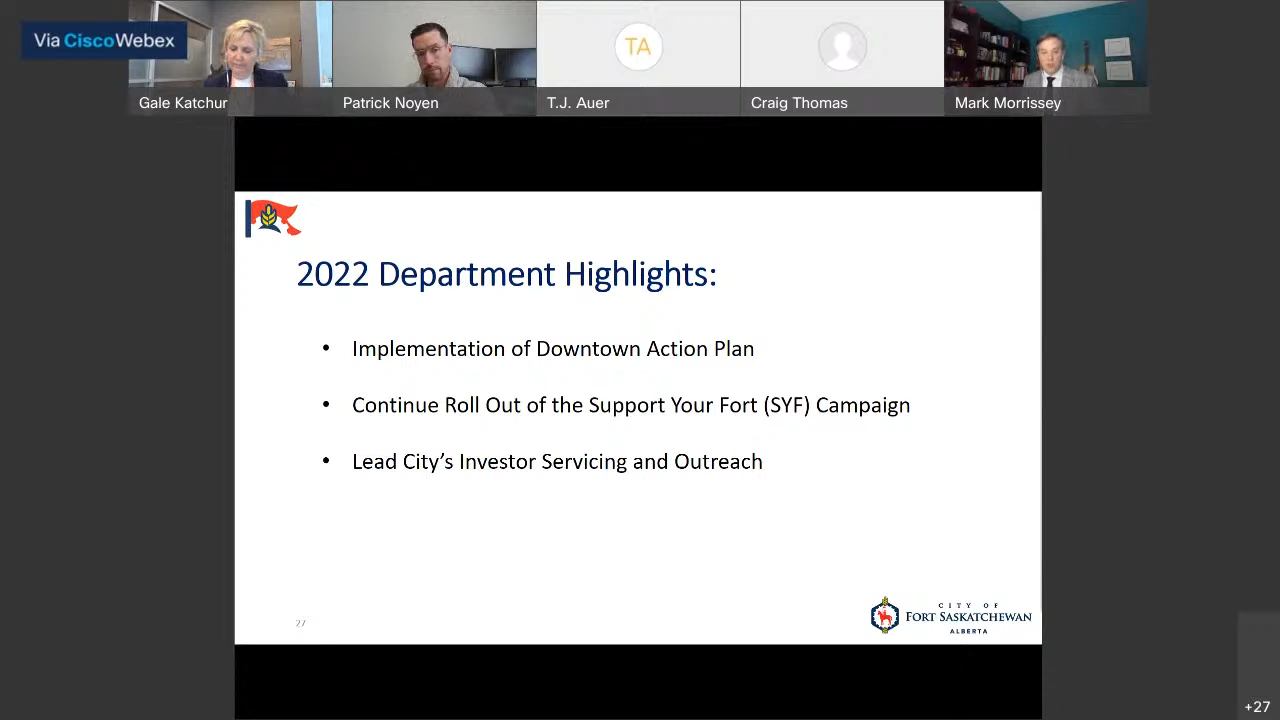 Via CiscoWebex
Gale Katchur
Patrick Noyen
TA
T.J. Auer
Craig Thomas
Mark Morrissey
2022 Department Highlights:
• Implementation of Downtown Action Plan
• Continue Roll Out of the Support Your Fort (SYF) Campaign
• Lead City’s Investor Servicing and Outreach
27
CITY OF
FORT SASKATCHEWAN
ALBERTA
+27